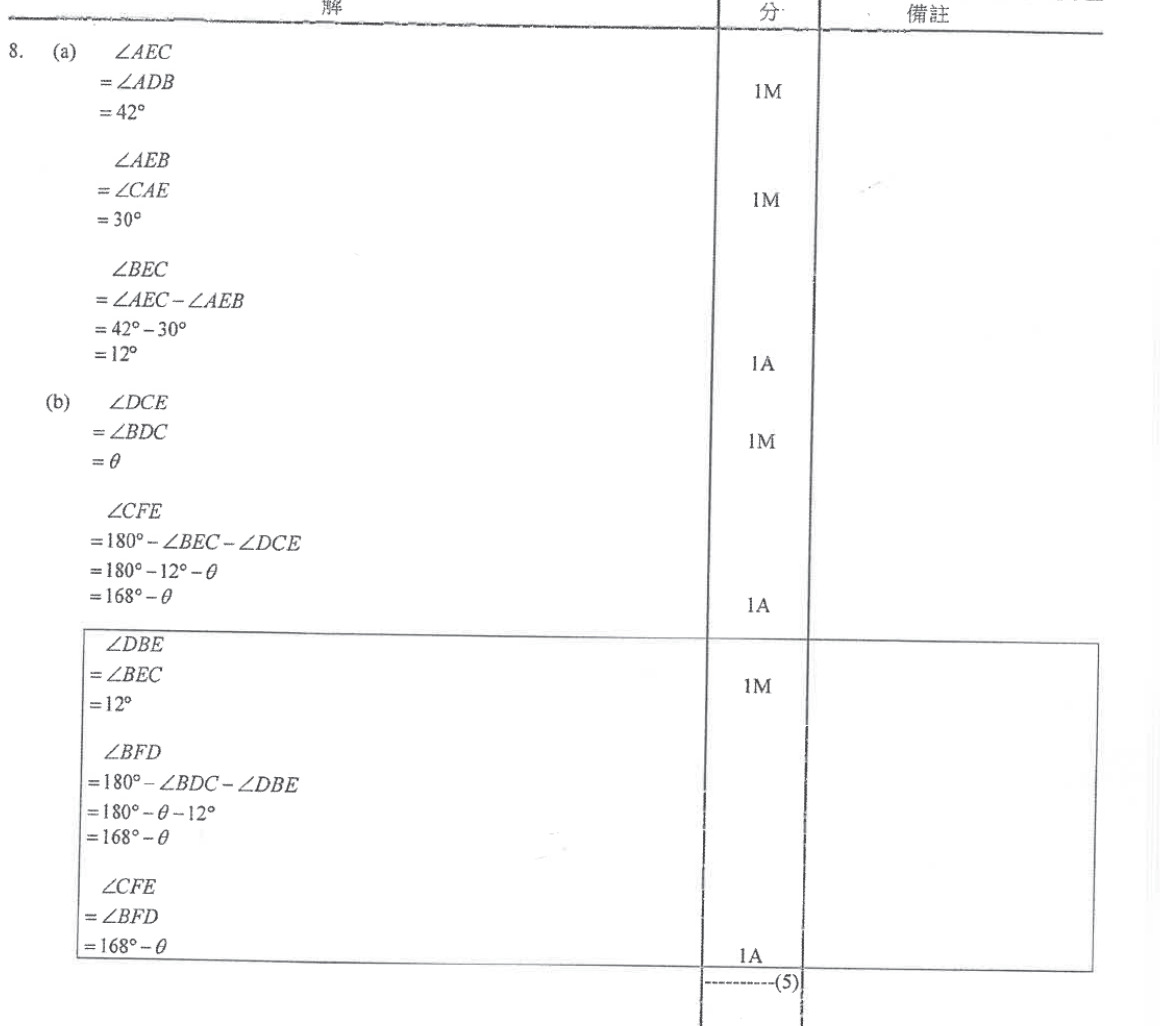 解 分 備註
8. (a) ∠AEC
= ∠ADB 1M
= 42°
∠AEB
= ∠CAE 1M
= 30°
∠BEC
= ∠AEC – ∠AEB
= 42° – 30°
= 12° 1A
(b) ∠DCE
= ∠BDC 1M
= θ
∠CFE
= 180° – ∠BEC – ∠DCE
= 180° – 12° – θ
= 168° – θ 1A
∠DBE
= ∠BEC 1M
= 12°
∠BFD
= 180° – ∠BDC – ∠DBE
= 180° – θ – 12°
= 168° – θ
∠CFE
= ∠BFD
= 168° – θ 1A
----------(5)